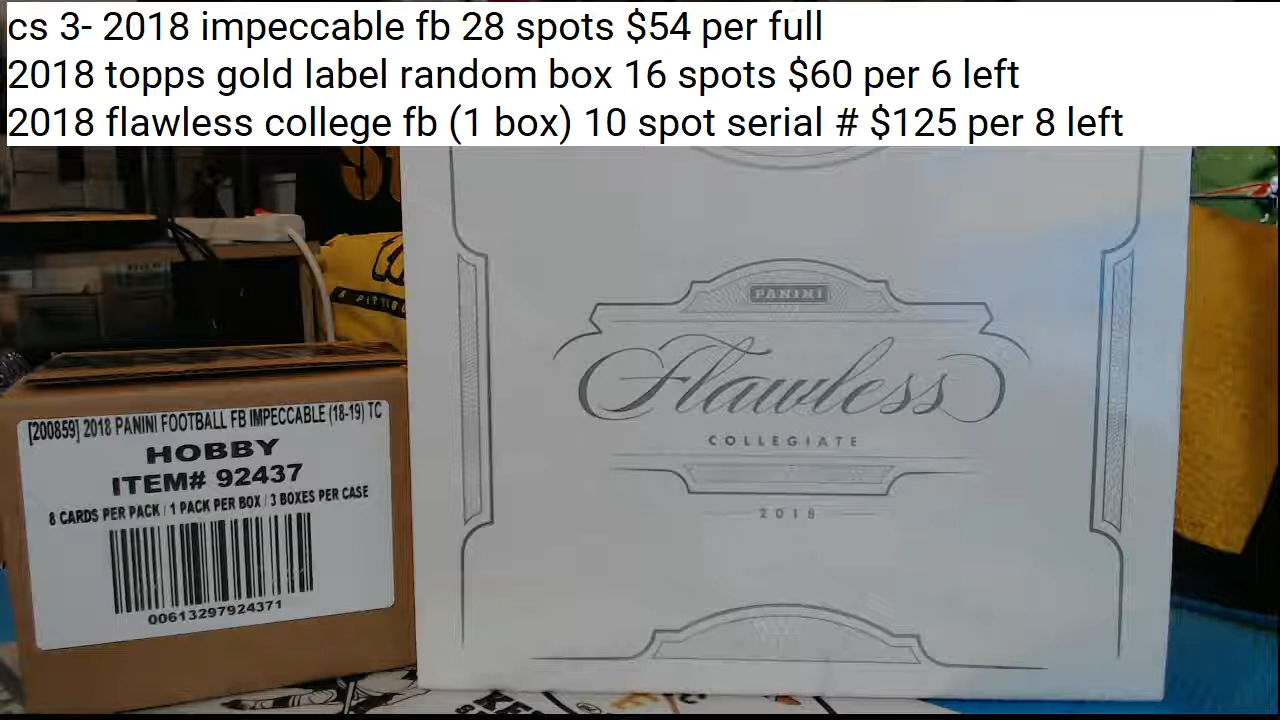 cs 3- 2018 impeccable fb 28 spots $54 per full
2018 topps gold label random box 16 spots $60 per 6 left
2018 flawless college fb (1 box) 10 spot serial # $125 per 8 left
PANINI
Flawless
COLLEGIATE
2018
[200859] 2018 PANINI FOOTBALL FB IMPECCABLE (18-19) TC
HOBBY
ITEM# 92437
8 CARDS PER PACK / 1 PACK PER BOX / 3 BOXES PER CASE
00613297924371